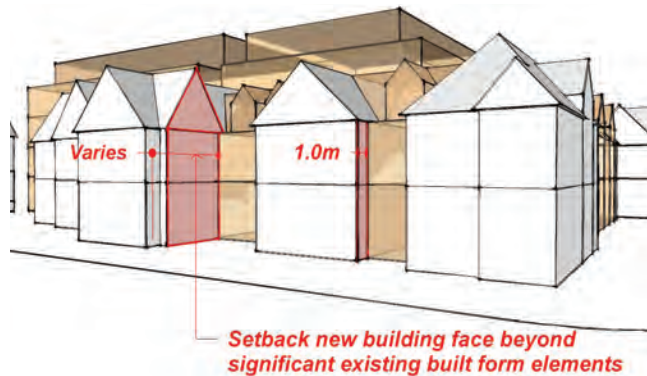 Varies
1.0m
Setback new building face beyond
significant existing built form elements